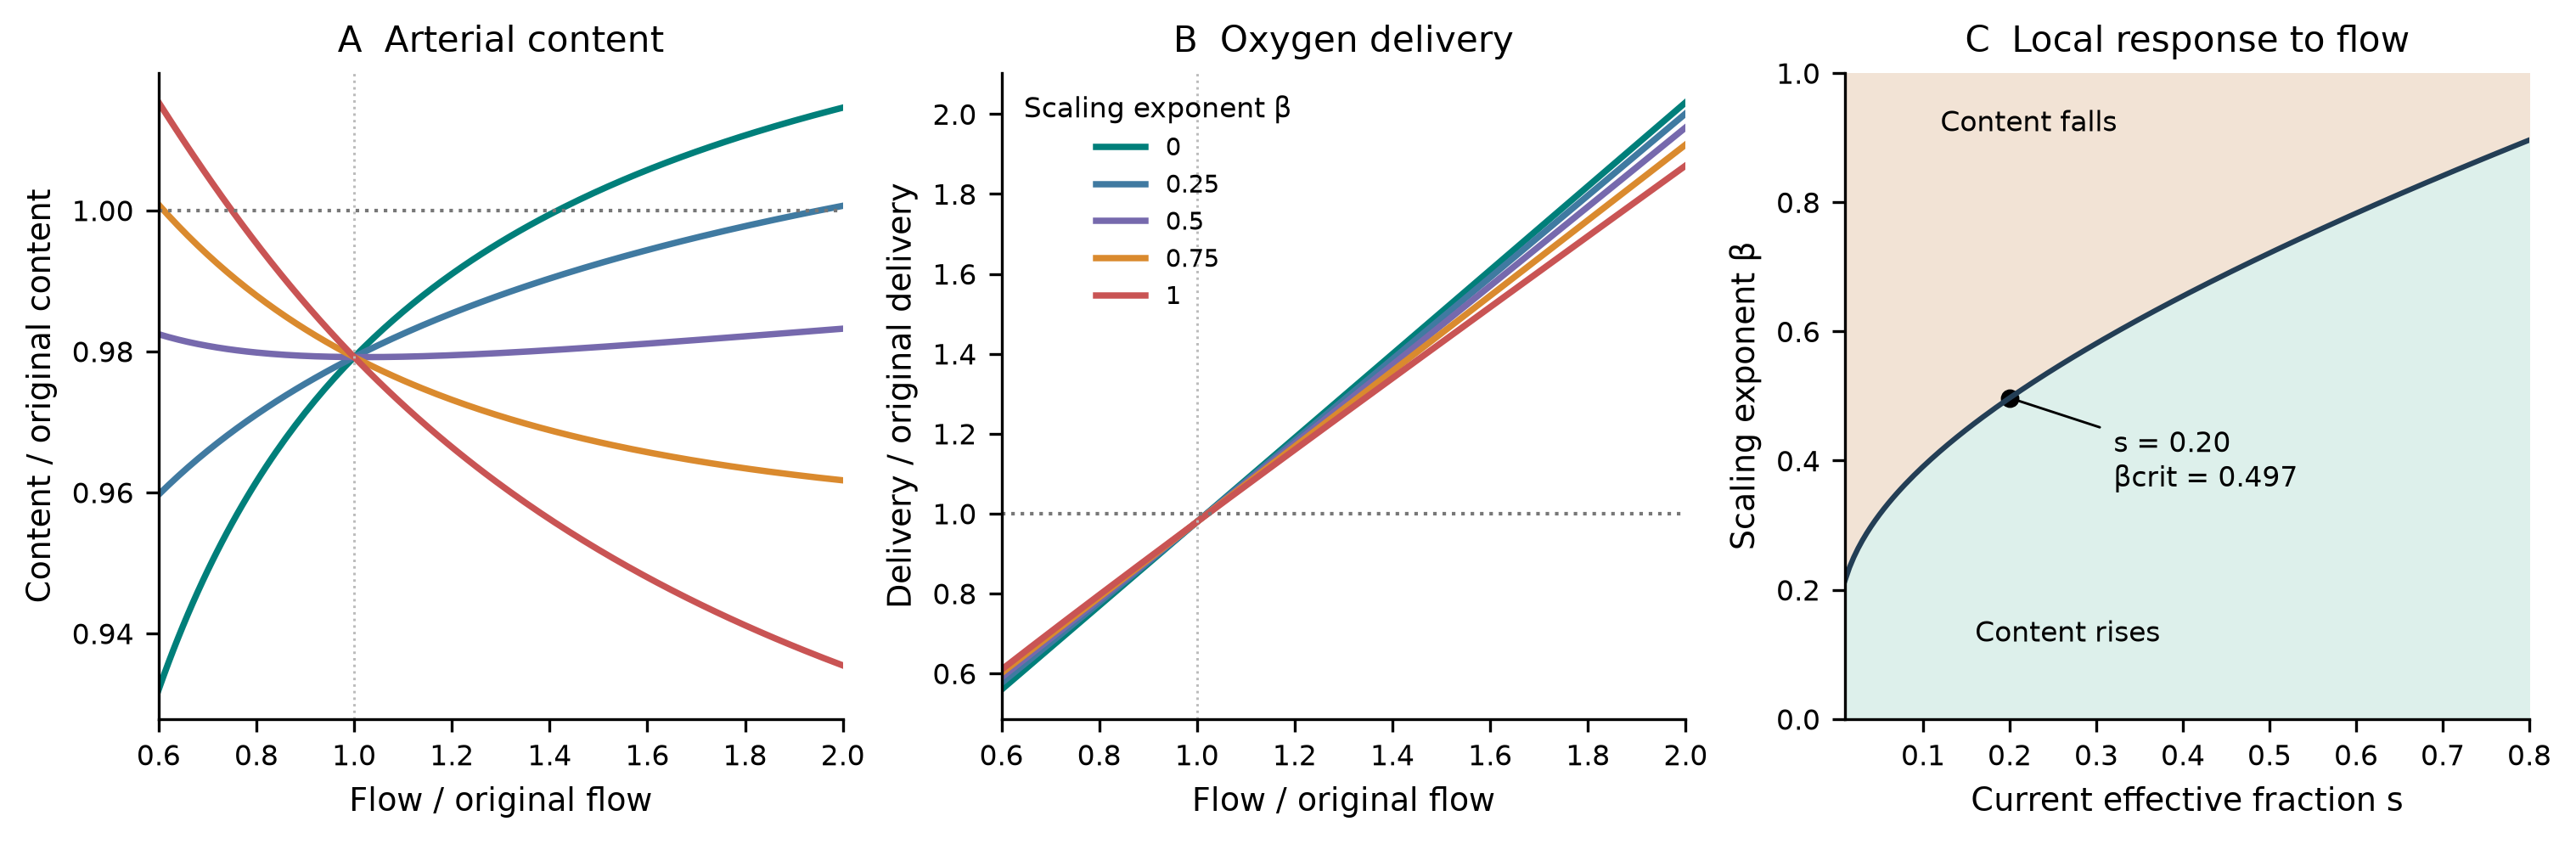 A  Arterial content
Content / original content
1.00
0.98
0.96
0.94
0.6 0.8 1.0 1.2 1.4 1.6 1.8 2.0
Flow / original flow
B  Oxygen delivery
Delivery / original delivery
2.0
1.8
1.6
1.4
1.2
1.0
0.8
0.6
Scaling exponent β
0
0.25
0.5
0.75
1
0.6 0.8 1.0 1.2 1.4 1.6 1.8 2.0
Flow / original flow
C  Local response to flow
Scaling exponent β
1.0
0.8
0.6
0.4
0.2
0.0
Content falls
s = 0.20
βcrit = 0.497
Content rises
0.1 0.2 0.3 0.4 0.5 0.6 0.7 0.8
Current effective fraction s